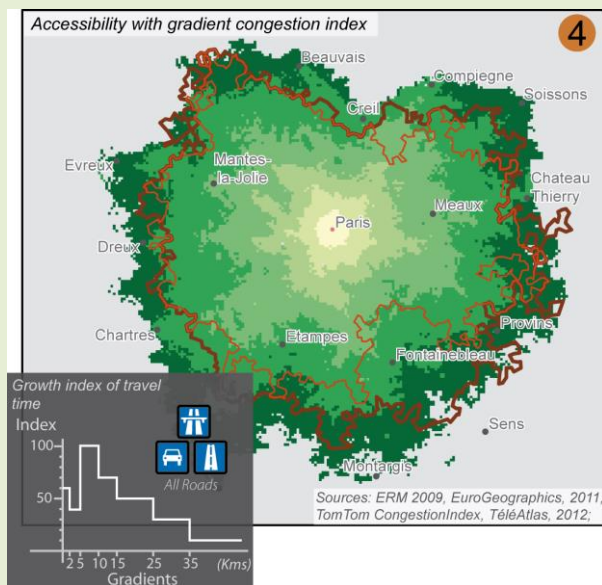 Accessibility with gradient congestion index
4
Beauvais
Compiegne
Soissons
Creil
Evreux
Mantes
-la-Jolie
Chateau
Thierry
Paris
Meaux
Dreux
Chartres
Etampes
Provins
Fontainebleau
Sens
Montargis
Growth index of travel
time
Index
100
50
All Roads
2 5 10 15 25 35 (Kms)
Gradients
Sources: ERM 2009, EuroGeographics, 2011,
TomTom CongestionIndex, TéléAtlas, 2012;